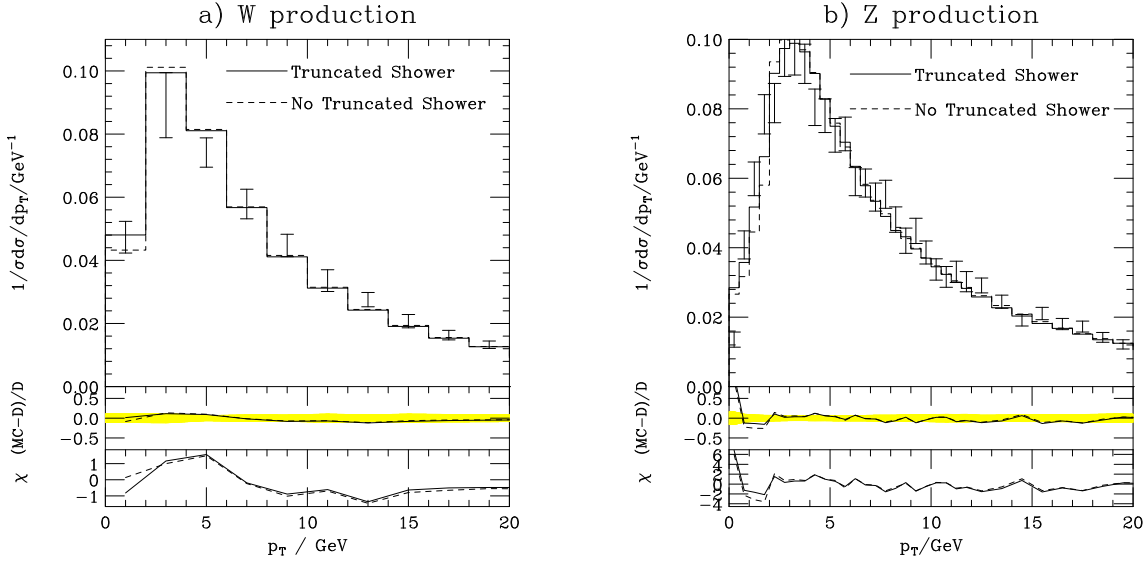 a) W production
Truncated Shower
No Truncated Shower
1/σdσ/dp_T/GeV⁻¹
0.10
0.08
0.06
0.04
0.02
0.00
(MC-D)/D
0.5
0.0
−0.5
χ
1
0
−1
0 5 10 15 20
p_T / GeV
b) Z production
Truncated Shower
No Truncated Shower
1/σdσ/dp_T/GeV⁻¹
0.10
0.08
0.06
0.04
0.02
0.00
(MC-D)/D
0.5
0.0
−0.5
χ
6
4
2
0
−2
−4
0 5 10 15 20
p_T/GeV